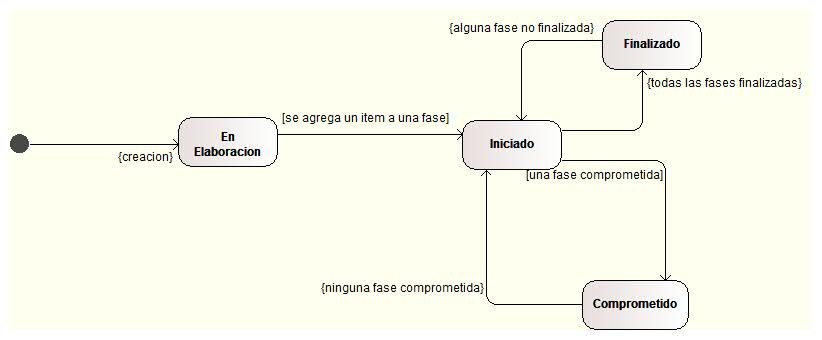 {alguna fase no finalizada}
Finalizado
{todas las fases finalizadas}
[se agrega un item a una fase]
En
Elaboracion
Iniciado
{creacion}
[una fase comprometida]
{ninguna fase comprometida}
Comprometido